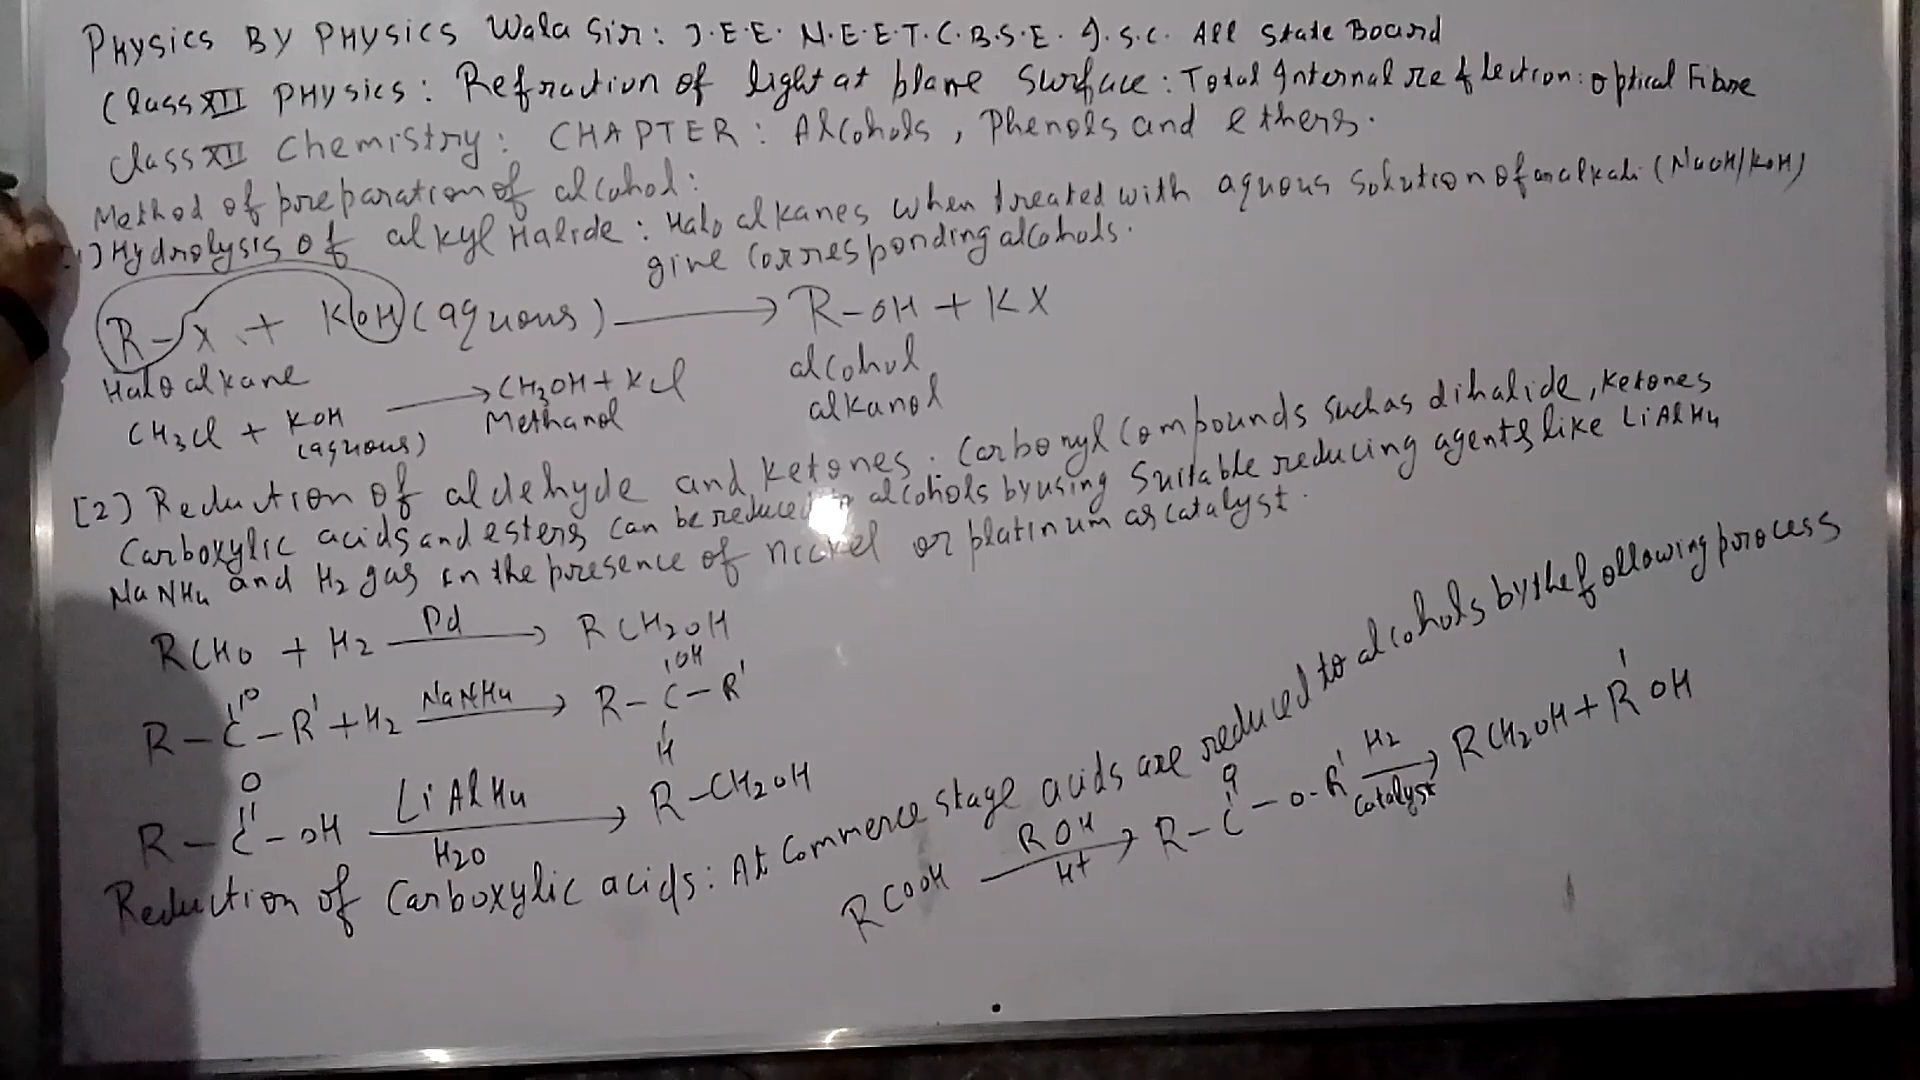 PHYSICS BY PHYSICS Wala Sir: J.E.E. N.E.E.T. C.B.S.E. I.S.C. All State Board
Class XII PHYSICS: Refraction of light at plane Surface: Total Internal reflection: optical Fibre
Class XII Chemistry: CHAPTER: Alcohols, Phenols and ethers.
Method of preparation of alcohol:
1) Hydrolysis of alkyl Halide: Halo alkanes when treated with aquous solution of an alkali (NaOH/KOH)
give corresponding alcohols.
R-X + KOH (aquous) ⟶ R-OH + KX
Halo alkane
alcohol
alkanol
CH₃Cl + KOH (aquous) ⟶ CH₃OH + KCl
Methanol
[2] Reduction of aldehyde and ketones. Carbonyl compounds such as dihalide, ketones
Carboxylic acids and esters can be reduced to alcohols by using suitable reducing agents like LiAlH4
NaNH4 and H₂ gas in the presence of nickel or platinum as catalyst.
RCHO + H₂ —Pd⟶ RCH₂OH
R-C(=O)-R' + H₂ —NaNH4⟶ R-C(OH)(H)-R'
R-C(=O)-OH —LiAlH4/H2O⟶ R-CH₂OH
Reduction of Carboxylic acids: At Commerce stage acids are reduced to alcohols by the following process
RCOOH —ROH/H+⟶ R-C(=O)-O-R' —H₂/Catalyst⟶ RCH₂OH + R'OH